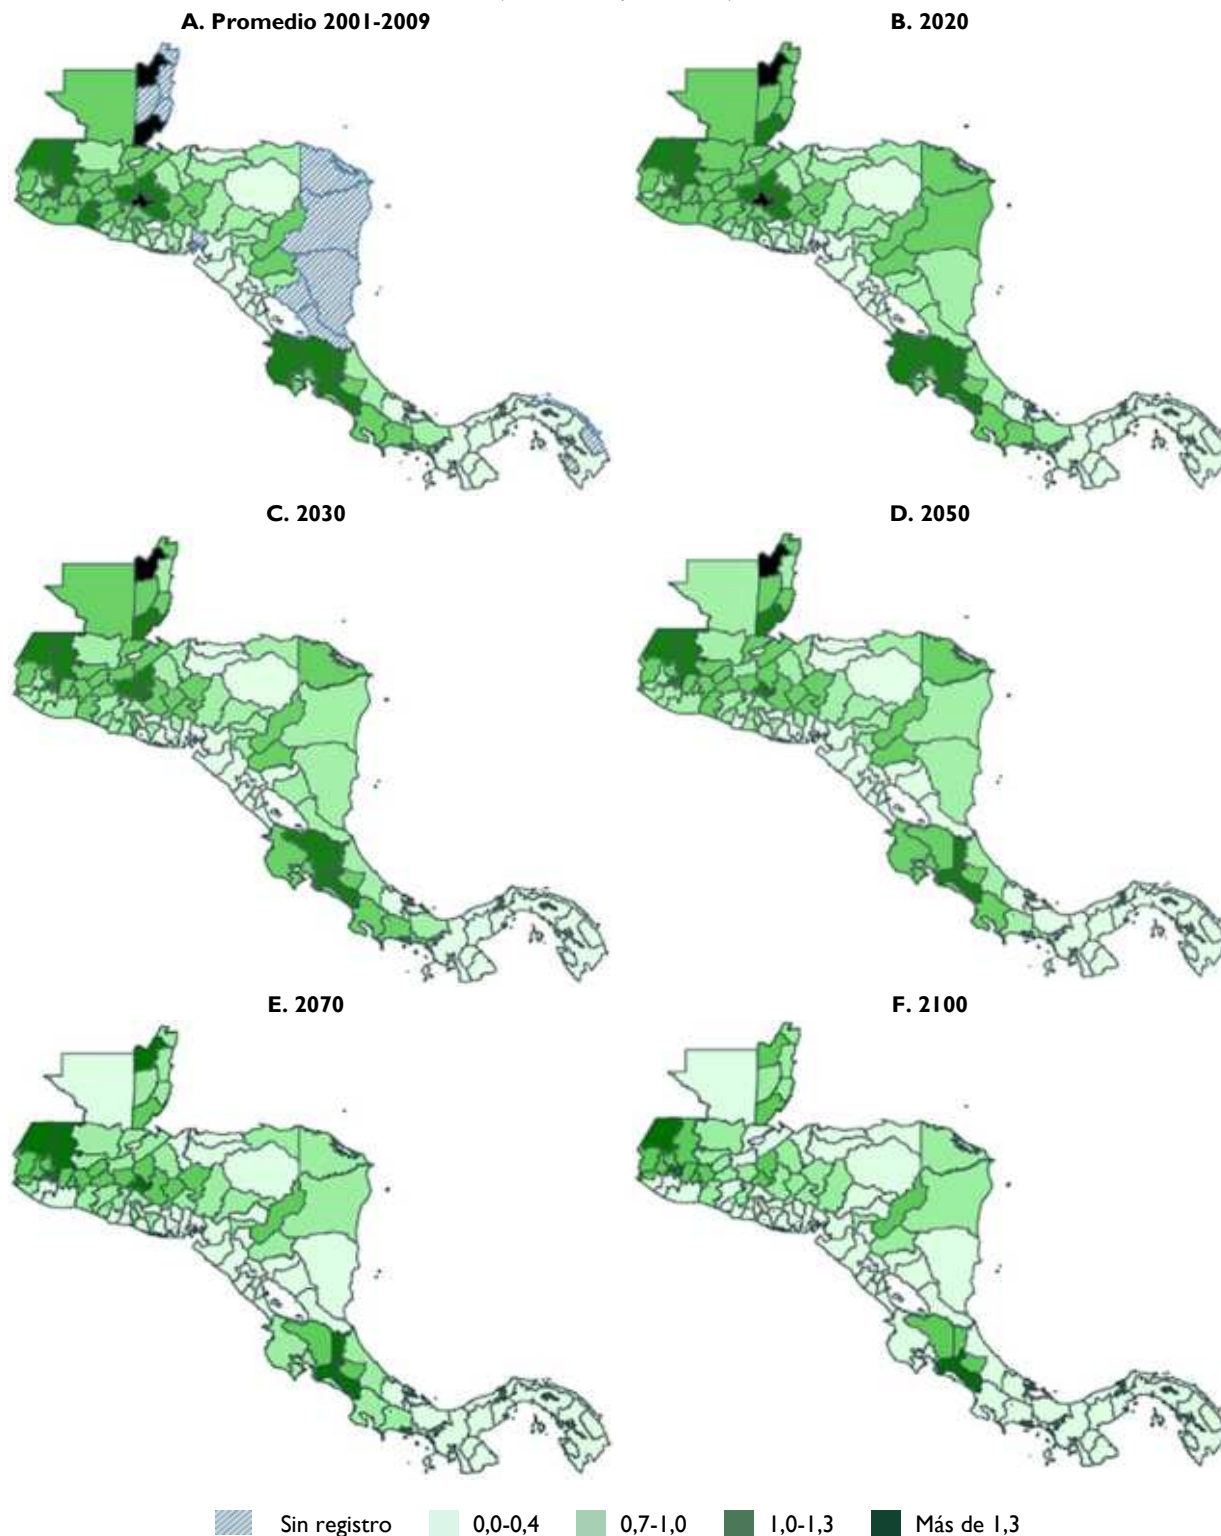 A. Promedio 2001-2009
B. 2020
C. 2030
D. 2050
E. 2070
F. 2100
Sin registro 0,0-0,4 0,7-1,0 1,0-1,3 Más de 1,3